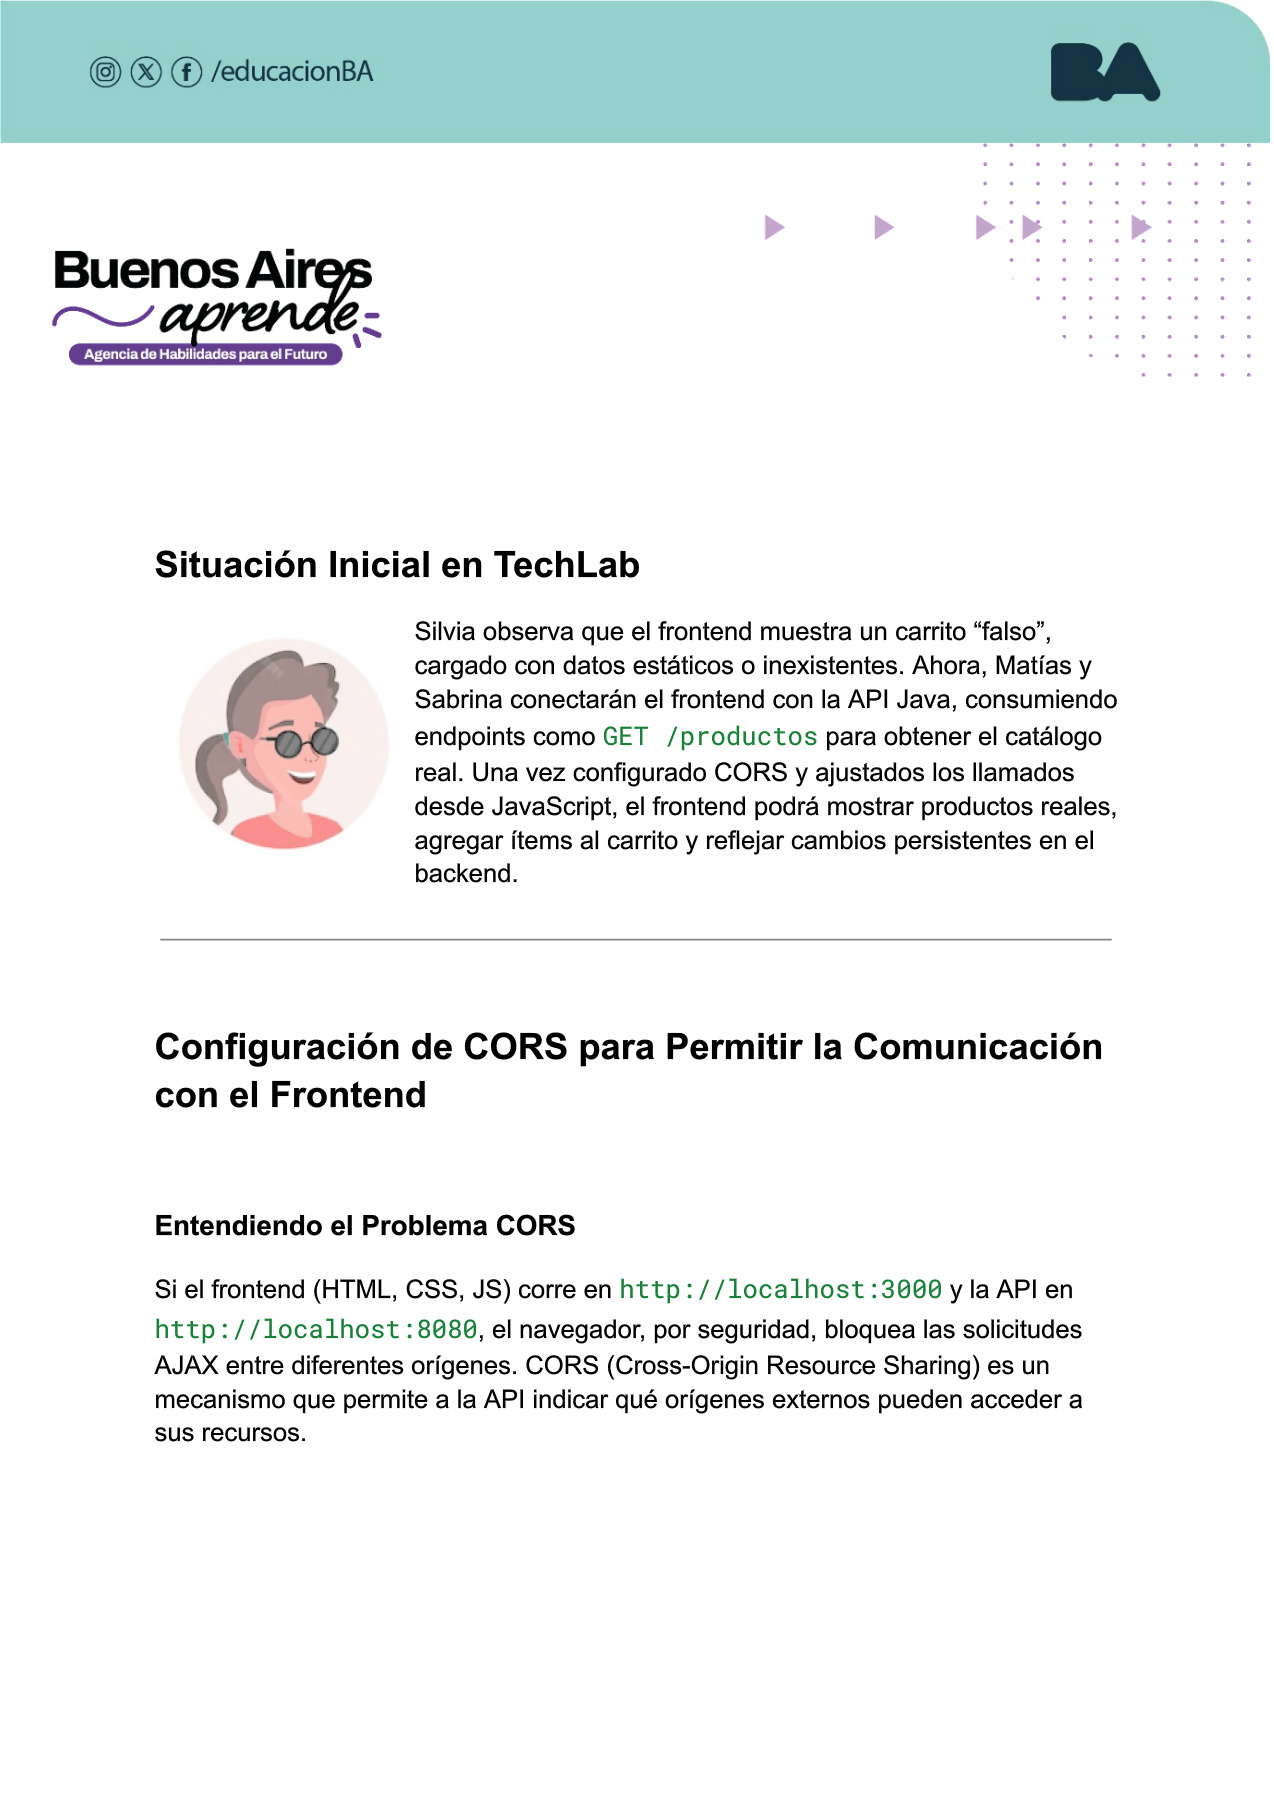 /educacionBA
BA
Buenos Aires
aprende
Agencia de Habilidades para el Futuro
Situación Inicial en TechLab
Silvia observa que el frontend muestra un carrito “falso”,
cargado con datos estáticos o inexistentes. Ahora, Matías y
Sabrina conectarán el frontend con la API Java, consumiendo
endpoints como GET /productos para obtener el catálogo
real. Una vez configurado CORS y ajustados los llamados
desde JavaScript, el frontend podrá mostrar productos reales,
agregar ítems al carrito y reflejar cambios persistentes en el
backend.
Configuración de CORS para Permitir la Comunicación
con el Frontend
Entendiendo el Problema CORS
Si el frontend (HTML, CSS, JS) corre en http://localhost:3000 y la API en
http://localhost:8080, el navegador, por seguridad, bloquea las solicitudes
AJAX entre diferentes orígenes. CORS (Cross-Origin Resource Sharing) es un
mecanismo que permite a la API indicar qué orígenes externos pueden acceder a
sus recursos.